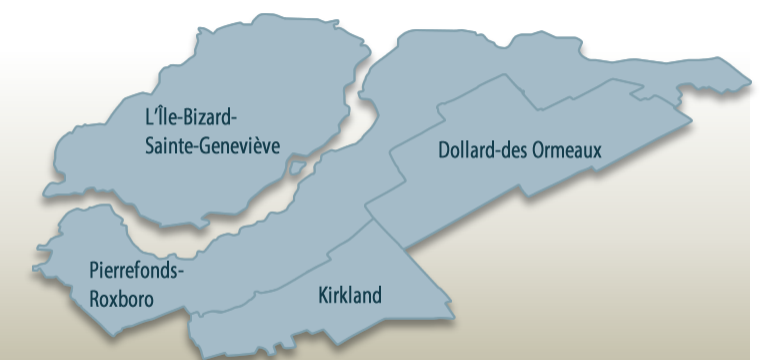 L'Île-Bizard-
Sainte-Geneviève
Dollard-des Ormeaux
Pierrefonds-
Roxboro
Kirkland